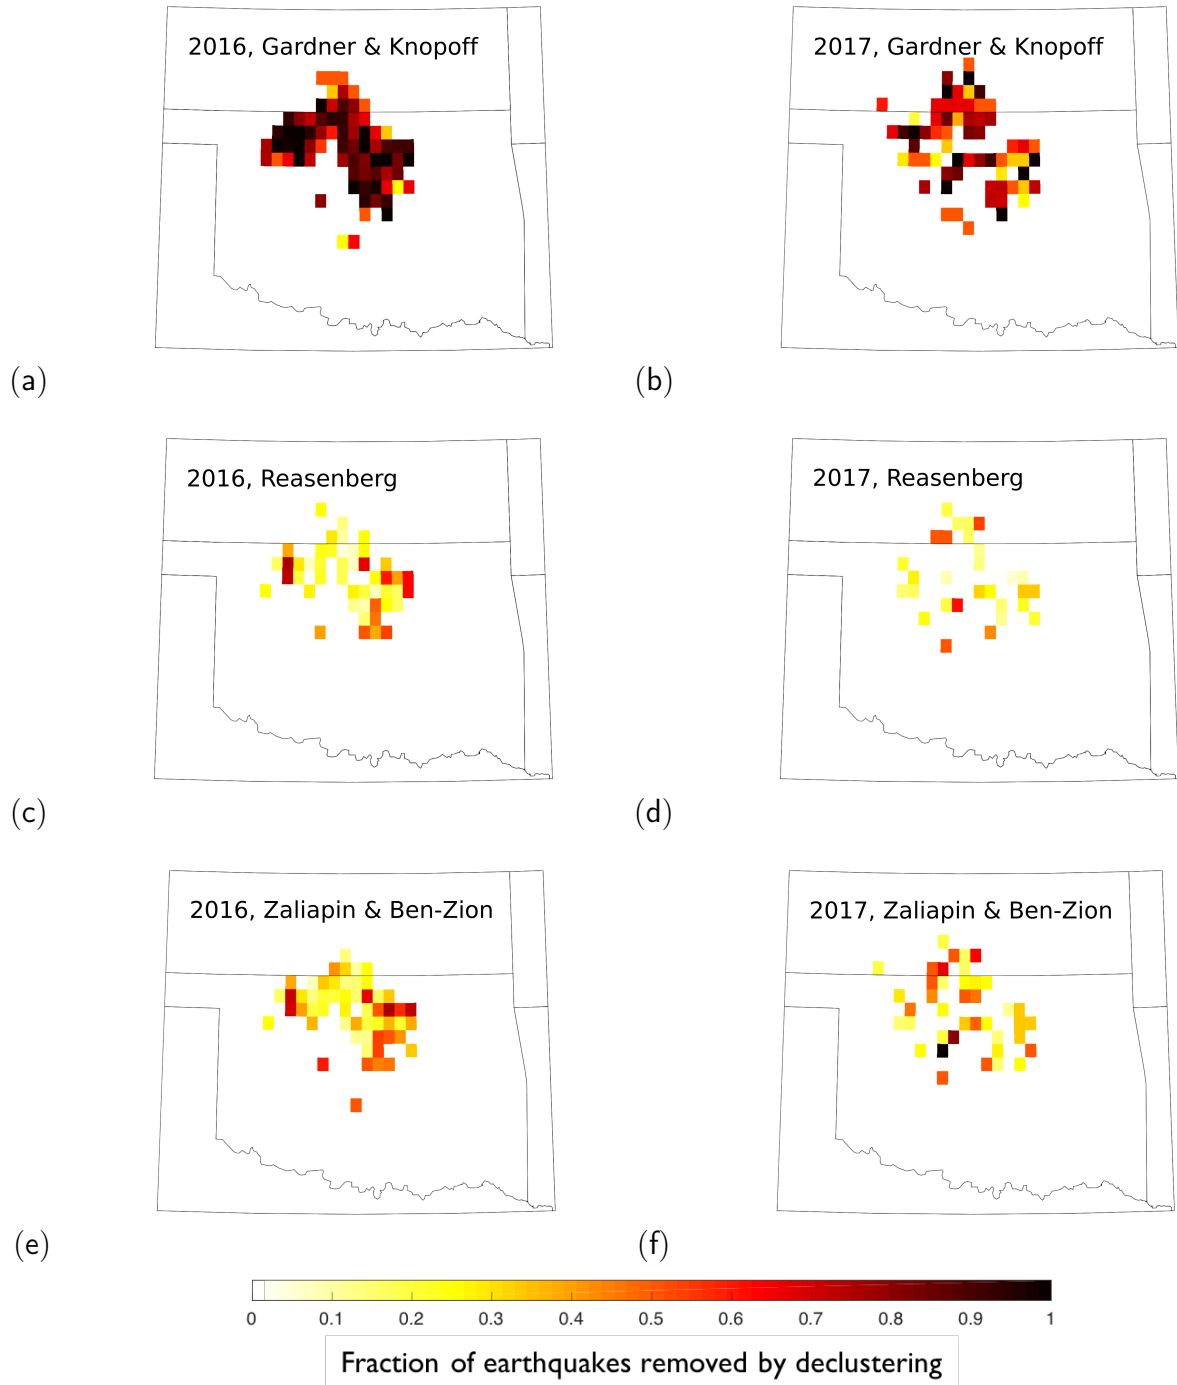 2016, Gardner & Knopoff
2017, Gardner & Knopoff
(a)
(b)
2016, Reasenberg
2017, Reasenberg
(c)
(d)
2016, Zaliapin & Ben-Zion
2017, Zaliapin & Ben-Zion
(e)
(f)
0 0.1 0.2 0.3 0.4 0.5 0.6 0.7 0.8 0.9 1
Fraction of earthquakes removed by declustering